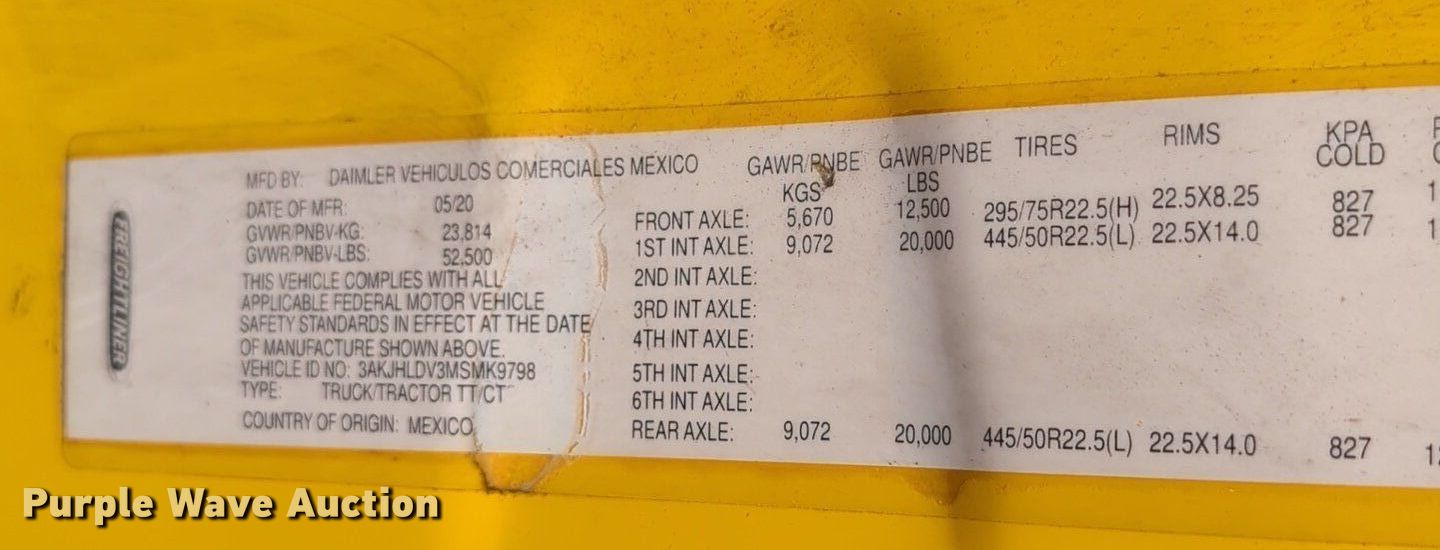 FREIGHTLINER
MFD BY: DAIMLER VEHICULOS COMERCIALES MEXICO
DATE OF MFR: 05/20
GVWR/PNBV-KG: 23,814
GVWR/PNBV-LBS: 52,500
THIS VEHICLE COMPLIES WITH ALL
APPLICABLE FEDERAL MOTOR VEHICLE
SAFETY STANDARDS IN EFFECT AT THE DATE
OF MANUFACTURE SHOWN ABOVE.
VEHICLE ID NO: 3AKJHLDV3MSMK9798
TYPE: TRUCK/TRACTOR TT/CT
COUNTRY OF ORIGIN: MEXICO
GAWR/PNBE GAWR/PNBE TIRES RIMS KPA
KGS LBS COLD
FRONT AXLE: 5,670 12,500 295/75R22.5(H) 22.5X8.25 827
1ST INT AXLE: 9,072 20,000 445/50R22.5(L) 22.5X14.0 827
2ND INT AXLE:
3RD INT AXLE:
4TH INT AXLE:
5TH INT AXLE:
6TH INT AXLE:
REAR AXLE: 9,072 20,000 445/50R22.5(L) 22.5X14.0 827
Purple Wave Auction